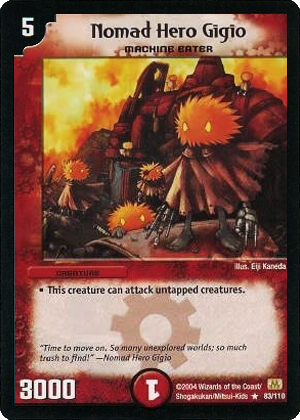 5
Nomad Hero Gigio
MACHINE EATER
Illus. Eiji Kaneda
CREATURE
▪ This creature can attack untapped creatures.
"Time to move on. So many unexplored worlds; so much
trash to find!" —Nomad Hero Gigio
3000
1
©2004 Wizards of the Coast/
Shogakukan/Mitsui-Kids ★ 83/110